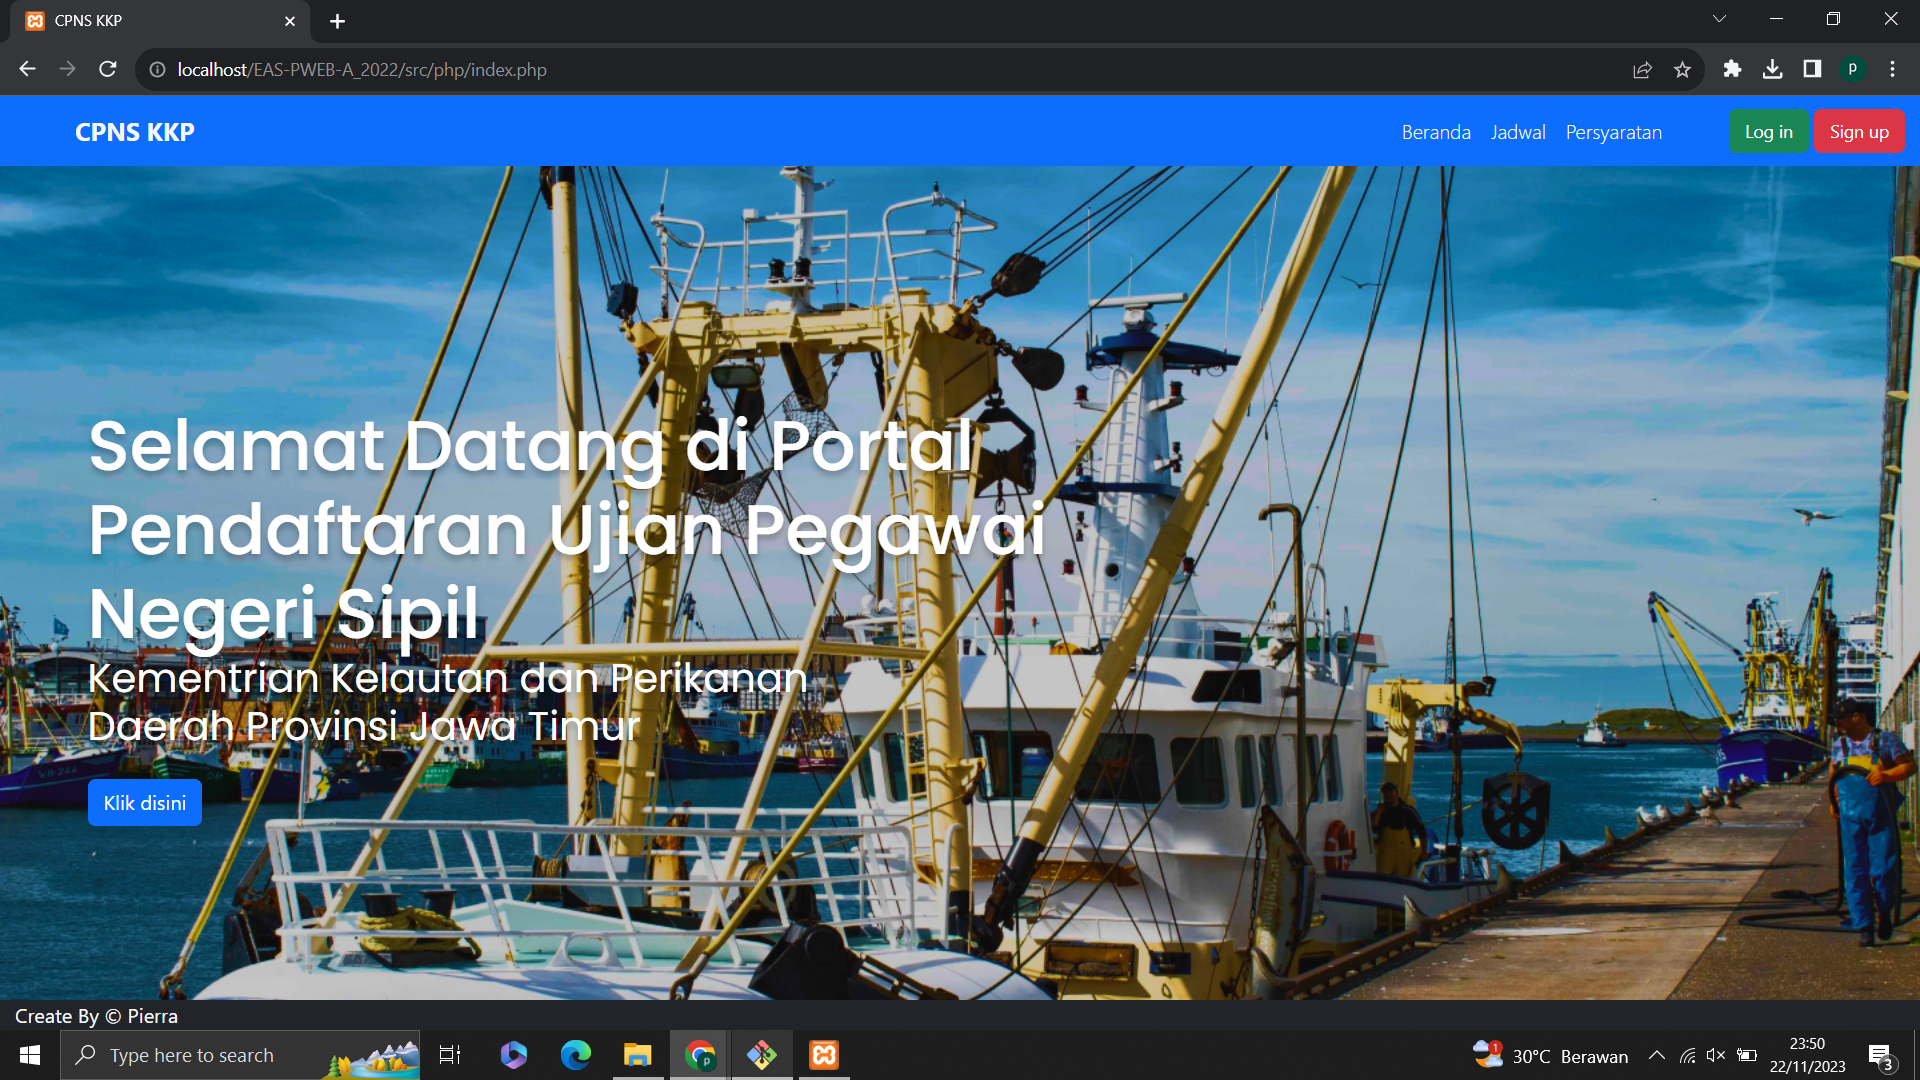 CPNS KKP
localhost/EAS-PWEB-A_2022/src/php/index.php
p
CPNS KKP
Beranda
Jadwal
Persyaratan
Log in
Sign up
Selamat Datang di Portal
Pendaftaran Ujian Pegawai
Negeri Sipil
Kementrian Kelautan dan Perikanan
Daerah Provinsi Jawa Timur
Klik disini
Create By © Pierra
Type here to search
p
1
30°C Berawan
23:50
22/11/2023
3